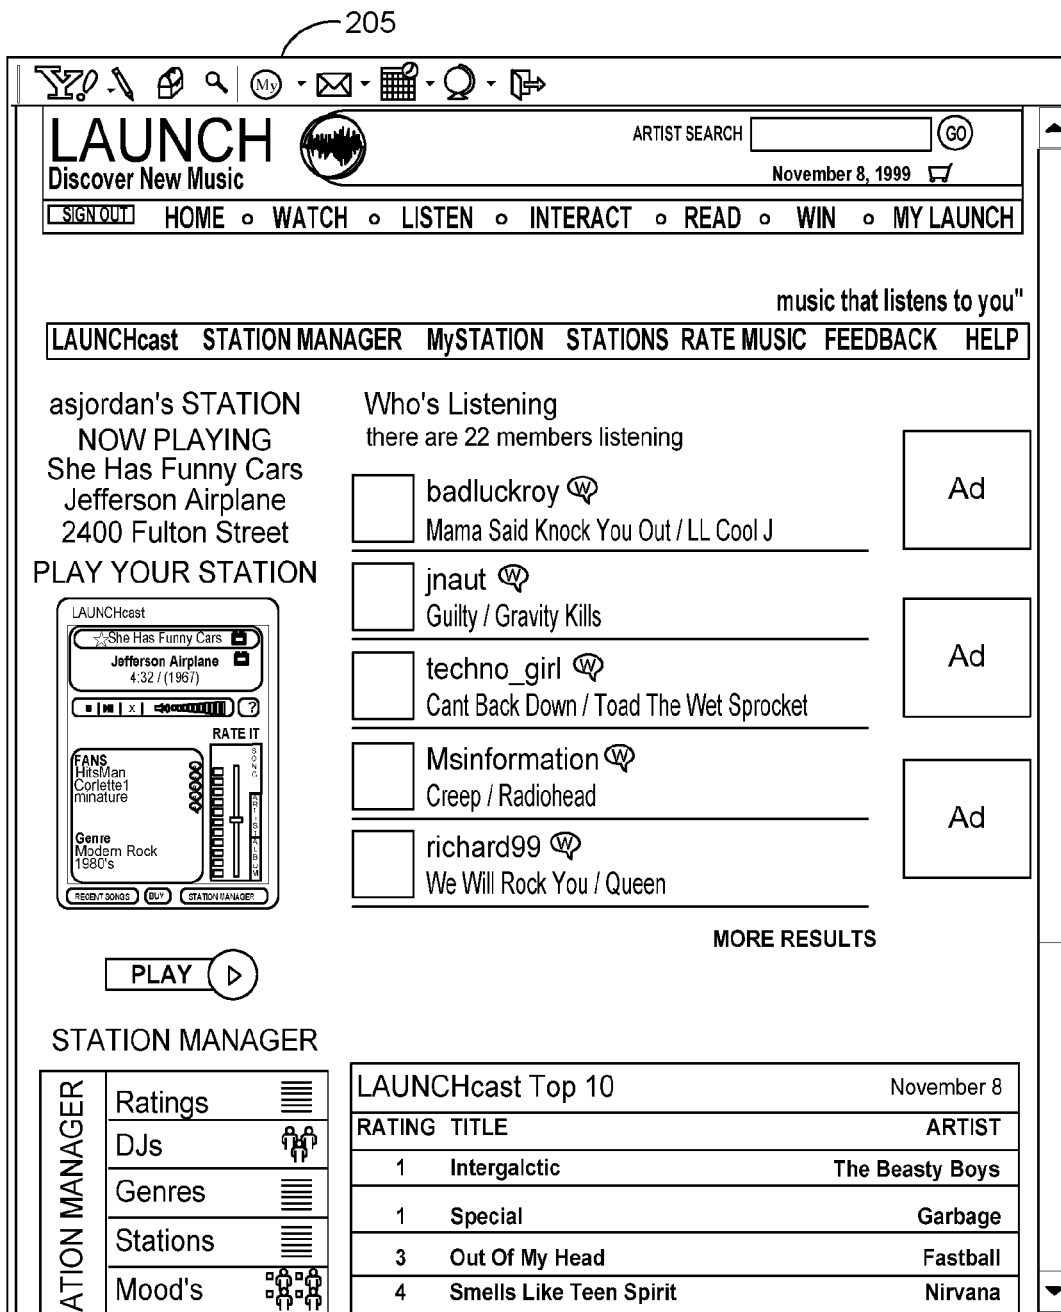 205
Y!
My
LAUNCH
Discover New Music
ARTIST SEARCH
GO
November 8, 1999
SIGN OUT HOME o WATCH o LISTEN o INTERACT o READ o WIN o MY LAUNCH
music that listens to you"
LAUNCHcast STATION MANAGER MySTATION STATIONS RATE MUSIC FEEDBACK HELP
asjordan's STATION
NOW PLAYING
She Has Funny Cars
Jefferson Airplane
2400 Fulton Street
PLAY YOUR STATION
LAUNCHcast
She Has Funny Cars
Jefferson Airplane
4:32 / (1967)
X
?
RATE IT
SONG
ARTIST
ALBUM
FANS
HitsMan
Corlette1
minature
Genre
Modern Rock
1980's
RECENT SONGS
BUY
STATION MANAGER
PLAY
Who's Listening
there are 22 members listening
badluckroy W
Mama Said Knock You Out / LL Cool J
jnaut W
Guilty / Gravity Kills
techno_girl W
Cant Back Down / Toad The Wet Sprocket
Msinformation W
Creep / Radiohead
richard99 W
We Will Rock You / Queen
MORE RESULTS
Ad
Ad
Ad
STATION MANAGER
ATION MANAGER
Ratings
DJs
Genres
Stations
Mood's
LAUNCHcast Top 10 November 8
RATING TITLE ARTIST
1 Intergalctic The Beasty Boys
1 Special Garbage
3 Out Of My Head Fastball
4 Smells Like Teen Spirit Nirvana